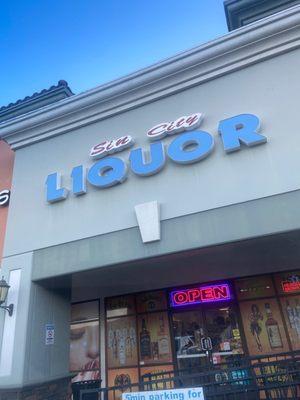 Sin City
LIQUOR
OPEN
5min parking for